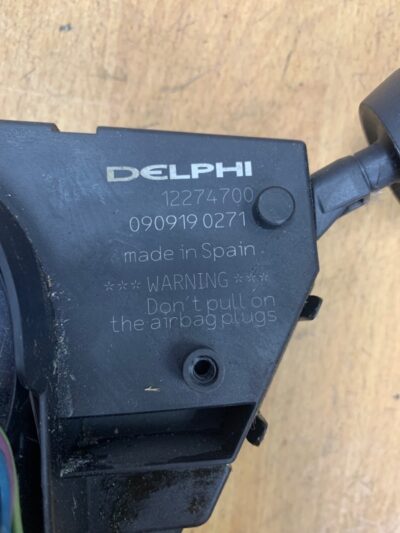 DELPHI
12274700
090919 0271
made in Spain
*** WARNING ***
Don't pull on
the airbag plugs